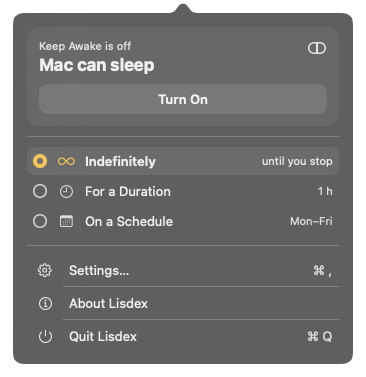 Keep Awake is off
Mac can sleep
Turn On
Indefinitely until you stop
For a Duration 1 h
On a Schedule Mon–Fri
Settings... ⌘ ,
About Lisdex
Quit Lisdex ⌘ Q